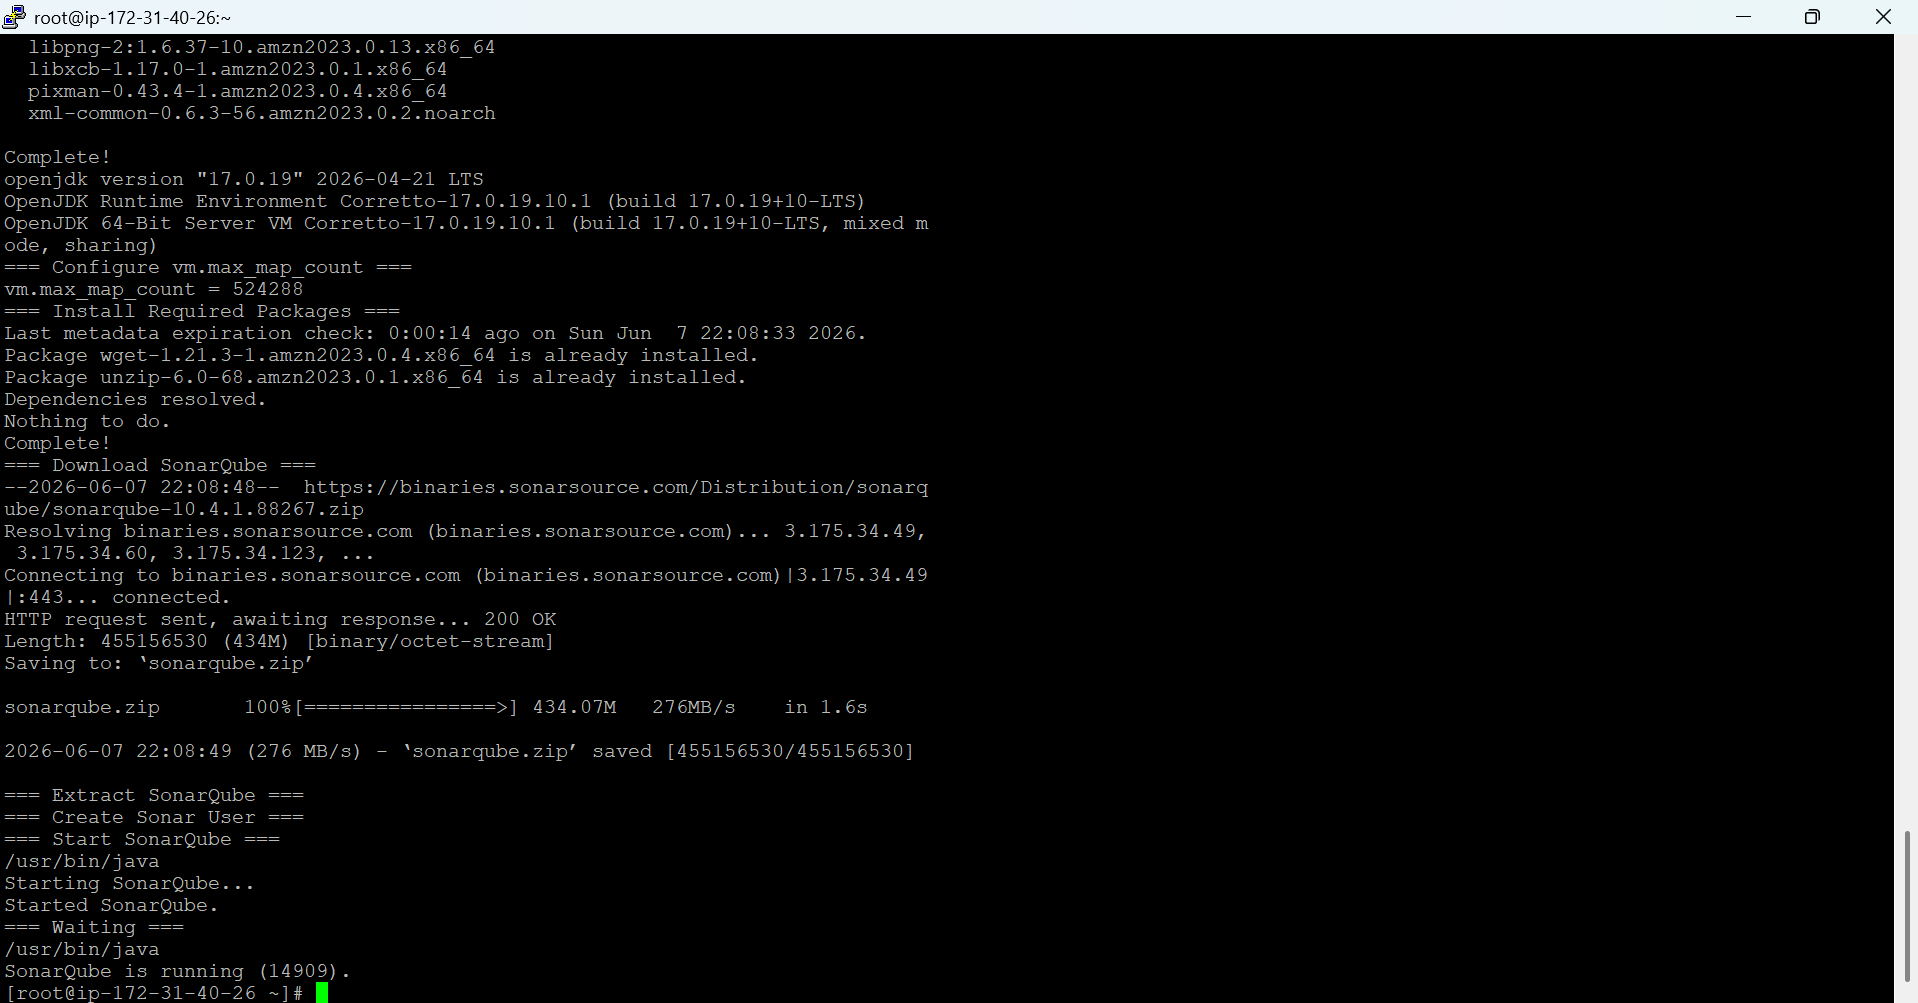 root@ip-172-31-40-26:~
libpng-2:1.6.37-10.amzn2023.0.13.x86_64
libxcb-1.17.0-1.amzn2023.0.1.x86_64
pixman-0.43.4-1.amzn2023.0.4.x86_64
xml-common-0.6.3-56.amzn2023.0.2.noarch
Complete!
openjdk version "17.0.19" 2026-04-21 LTS
OpenJDK Runtime Environment Corretto-17.0.19.10.1 (build 17.0.19+10-LTS)
OpenJDK 64-Bit Server VM Corretto-17.0.19.10.1 (build 17.0.19+10-LTS, mixed m
ode, sharing)
=== Configure vm.max_map_count ===
vm.max_map_count = 524288
=== Install Required Packages ===
Last metadata expiration check: 0:00:14 ago on Sun Jun  7 22:08:33 2026.
Package wget-1.21.3-1.amzn2023.0.4.x86_64 is already installed.
Package unzip-6.0-68.amzn2023.0.1.x86_64 is already installed.
Dependencies resolved.
Nothing to do.
Complete!
=== Download SonarQube ===
--2026-06-07 22:08:48--  https://binaries.sonarsource.com/Distribution/sonarq
ube/sonarqube-10.4.1.88267.zip
Resolving binaries.sonarsource.com (binaries.sonarsource.com)... 3.175.34.49,
3.175.34.60, 3.175.34.123, ...
Connecting to binaries.sonarsource.com (binaries.sonarsource.com)|3.175.34.49
|:443... connected.
HTTP request sent, awaiting response... 200 OK
Length: 455156530 (434M) [binary/octet-stream]
Saving to: ‘sonarqube.zip’
sonarqube.zip       100%[================>] 434.07M   276MB/s    in 1.6s
2026-06-07 22:08:49 (276 MB/s) - ‘sonarqube.zip’ saved [455156530/455156530]
=== Extract SonarQube ===
=== Create Sonar User ===
=== Start SonarQube ===
/usr/bin/java
Starting SonarQube...
Started SonarQube.
=== Waiting ===
/usr/bin/java
SonarQube is running (14909).
[root@ip-172-31-40-26 ~]#